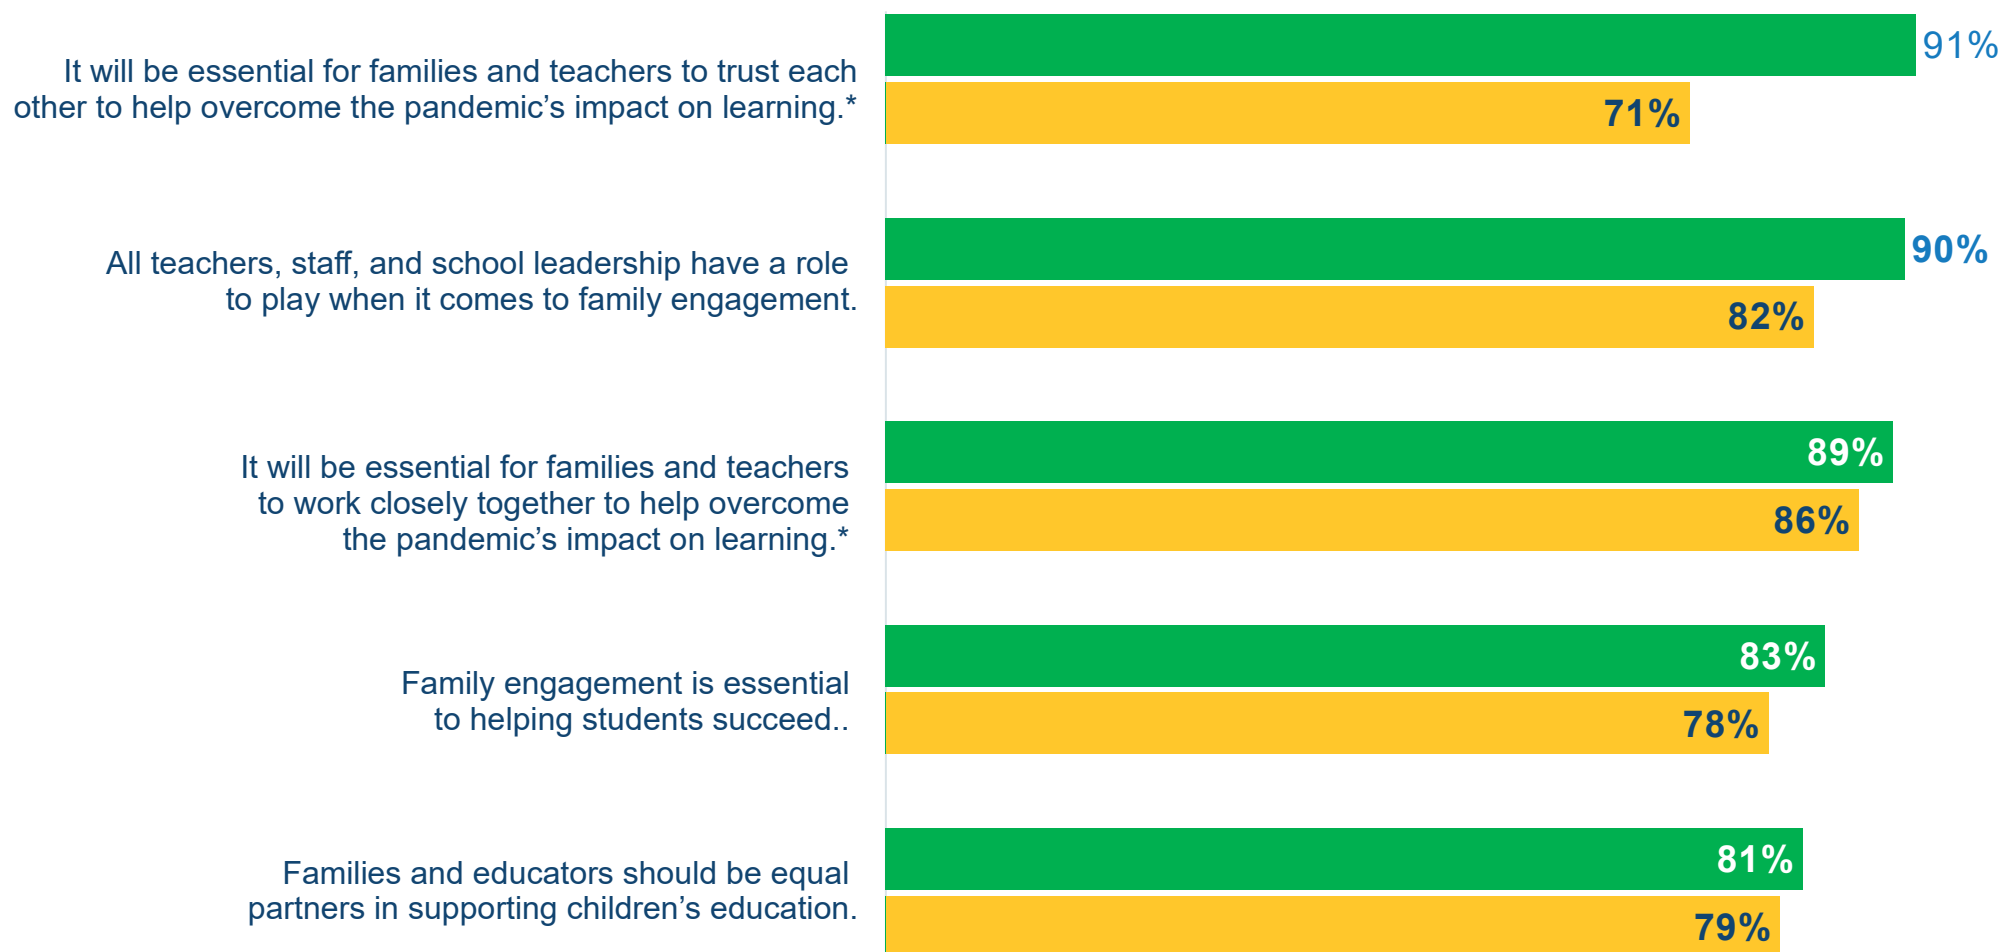 It will be essential for families and teachers to trust each
other to help overcome the pandemic’s impact on learning.*
91%
71%
All teachers, staff, and school leadership have a role
to play when it comes to family engagement.
90%
82%
It will be essential for families and teachers
to work closely together to help overcome
the pandemic’s impact on learning.*
89%
86%
Family engagement is essential
to helping students succeed..
83%
78%
Families and educators should be equal
partners in supporting children’s education.
81%
79%